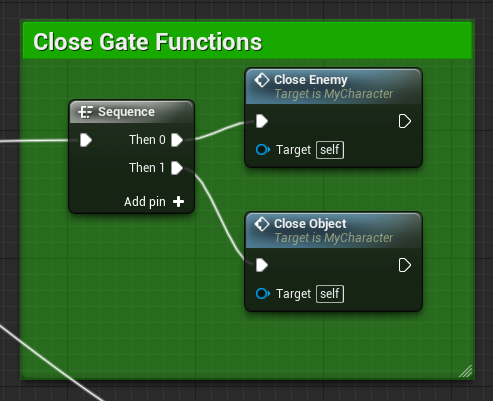 Close Gate Functions
Sequence
Then 0
Then 1
Add pin
Close Enemy
Target is MyCharacter
Target self
Close Object
Target is MyCharacter
Target self